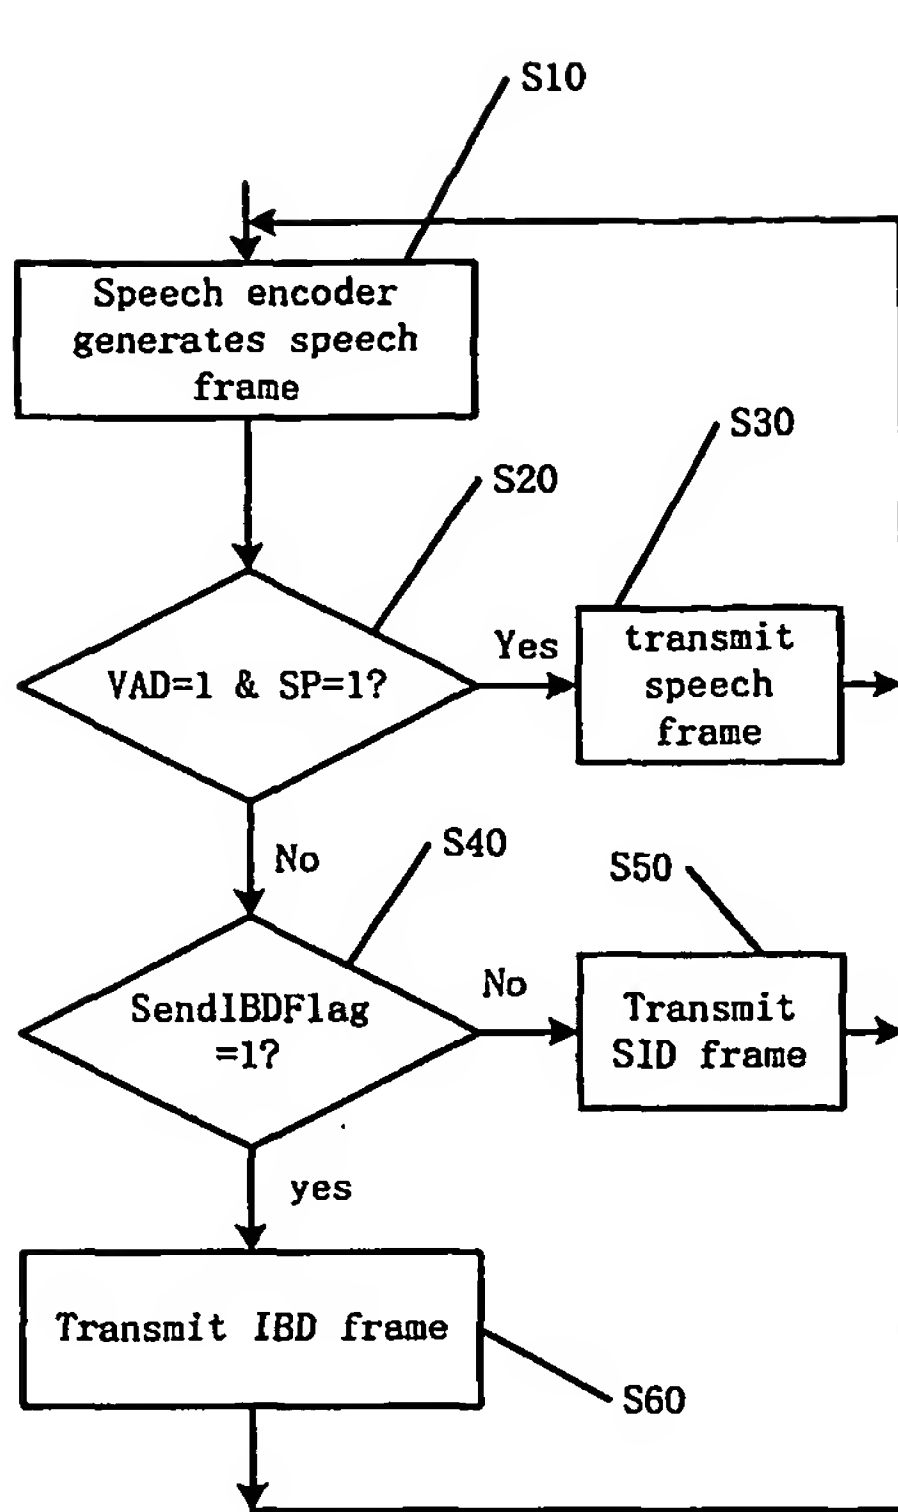 S10
Speech encoder
generates speech
frame
S30
S20
VAD=1 & SP=1?
Yes
transmit
speech
frame
No
S40
S50
SendIBDFlag
=1?
No
Transmit
SID frame
yes
Transmit IBD frame
S60